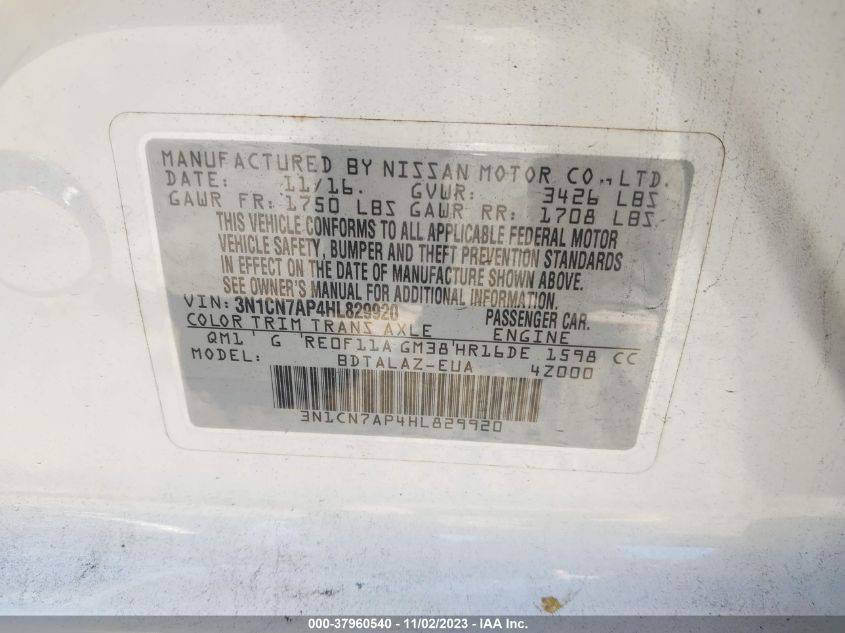 MANUFACTURED BY NISSAN MOTOR CO.,LTD.
DATE: 11/16. GVWR: 3426 LBS
GAWR FR: 1750 LBS GAWR RR: 1708 LBS
THIS VEHICLE CONFORMS TO ALL APPLICABLE FEDERAL MOTOR
VEHICLE SAFETY, BUMPER AND THEFT PREVENTION STANDARDS
IN EFFECT ON THE DATE OF MANUFACTURE SHOWN ABOVE.
SEE OWNER'S MANUAL FOR ADDITIONAL INFORMATION.
VIN: 3N1CN7AP4HL829920 PASSENGER CAR.
COLOR TRIM TRANS AXLE ENGINE
QM1 G RE0F11A GM38 HR16DE 1598 CC
MODEL: BDTALAZ-EUA 4Z000
3N1CN7AP4HL829920
000-37960540 - 11/02/2023 - IAA Inc.